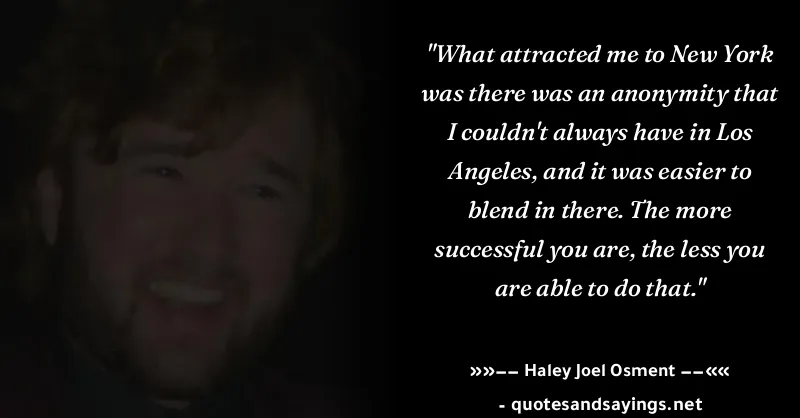 "What attracted me to New York
was there was an anonymity that
I couldn't always have in Los
Angeles, and it was easier to
blend in there. The more
successful you are, the less you
are able to do that."
»»−− Haley Joel Osment −−««
- quotesandsayings.net